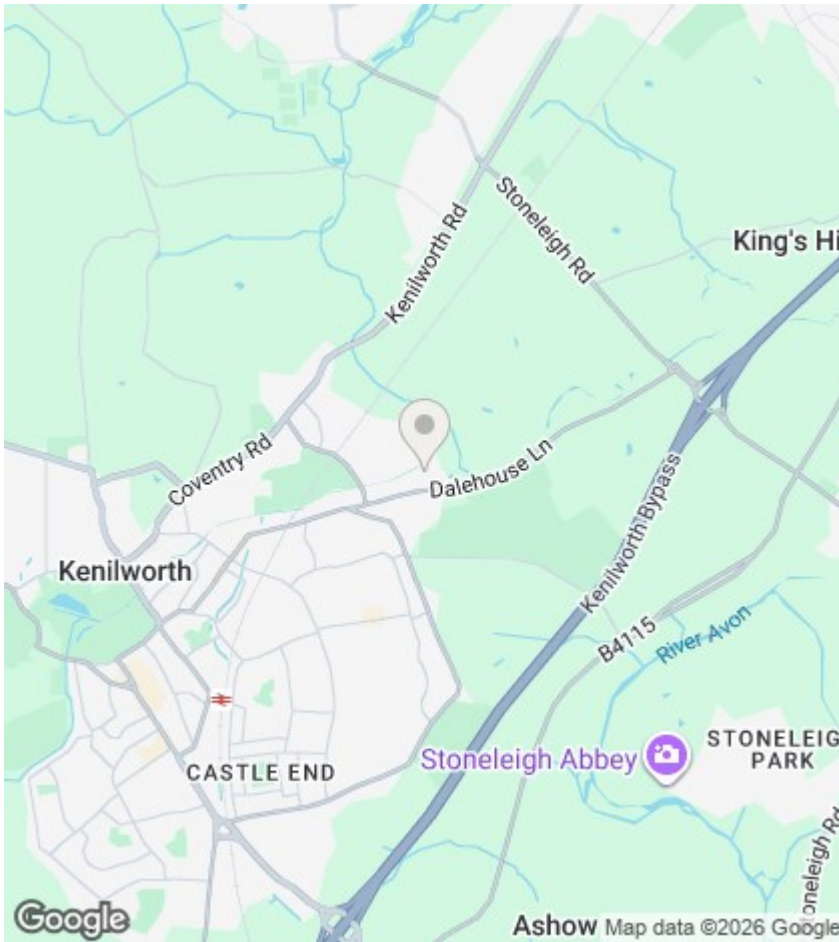 Stoneleigh Rd
King's Hi
Kenilworth Rd
Coventry Rd
Dalehouse Ln
Kenilworth
Kenilworth Bypass
B4115
River Avon
Stoneleigh Abbey
STONELEIG
PARK
CASTLE END
toneleigh Rd
Google
Ashow
Map data ©2026 Google